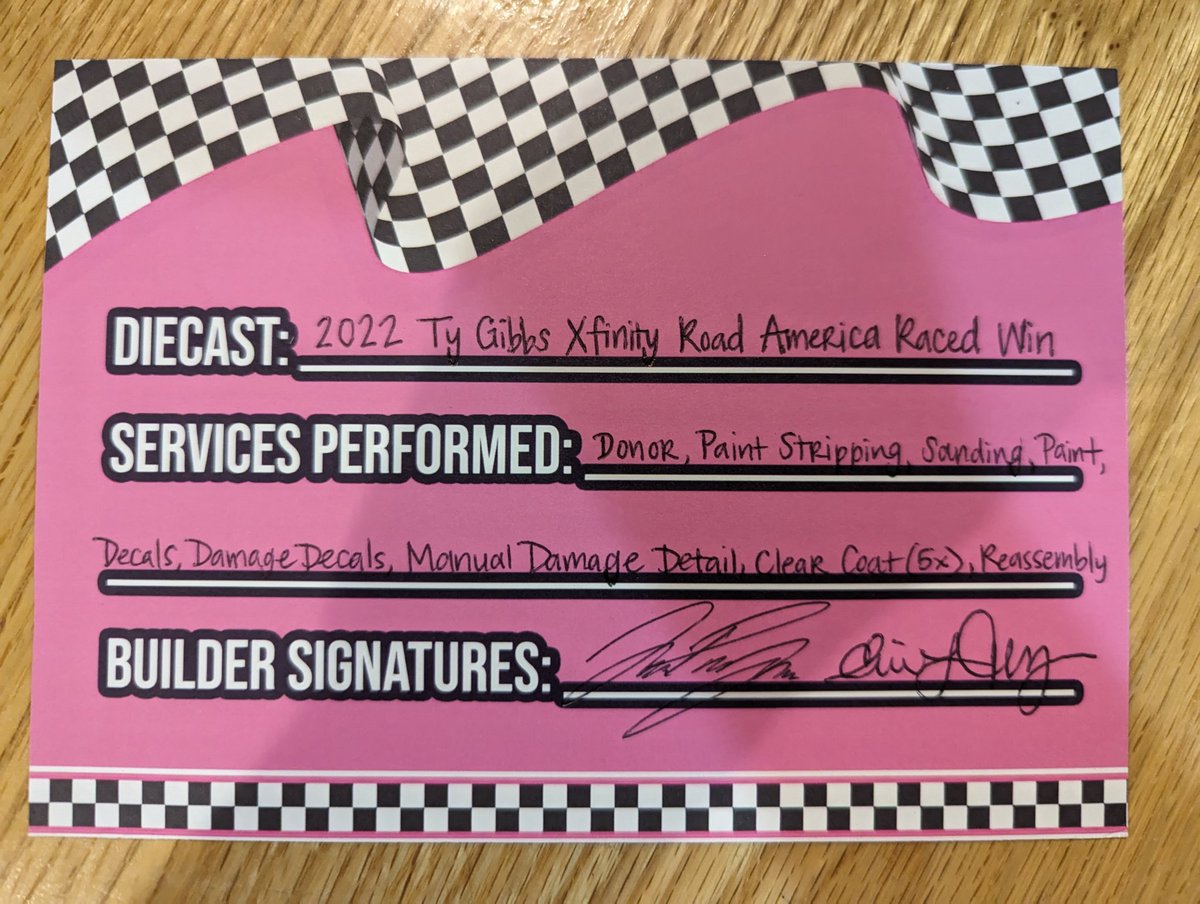 DIECAST: 2022 Ty Gibbs Xfinity Road America Raced Win
SERVICES PERFORMED: Donor, Paint Stripping, Sanding, Paint,
Decals, Damage Decals, Manual Damage Detail, Clear Coat (5x), Reassembly
BUILDER SIGNATURES: